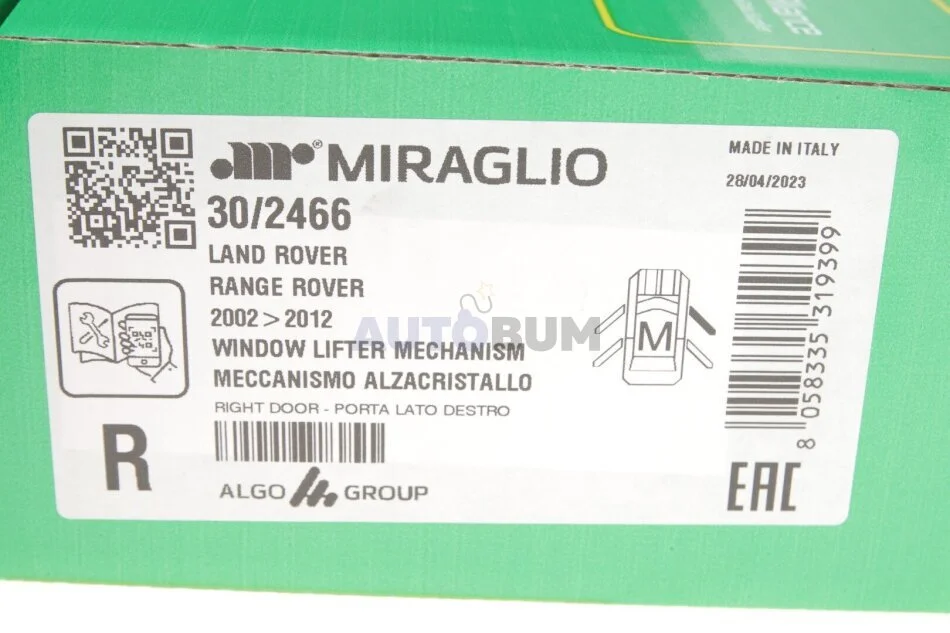 MIRAGLIO
30/2466
LAND ROVER
RANGE ROVER
2002 > 2012
WINDOW LIFTER MECHANISM
MECCANISMO ALZACRISTALLO
RIGHT DOOR - PORTA LATO DESTRO
ALGO GROUP
R
MADE IN ITALY
28/04/2023
M
8 058335 319399
EAC
AUTOBUM